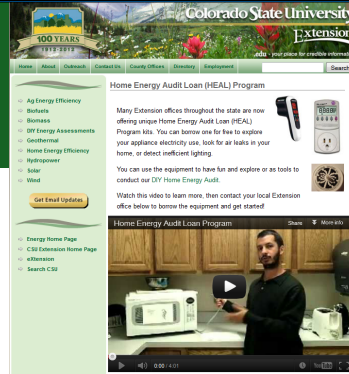 Colorado State University
Extension
100 YEARS
.edu - your place for credible informat
Home About Outreach Contact Us County Offices Directory Employment Search
Home Energy Audit Loan (HEAL) Program
Ag Energy Efficiency
Biofuels
Biomass
DIY Energy Assessments
Geothermal
Home Energy Efficiency
Hydropower
Solar
Wind
Get Email Updates
Energy Home Page
CSU Extension Home Page
eXtension
Search CSU
Many Extension offices throughout the state are now
offering unique Home Energy Audit Loan (HEAL)
Program kits. You can borrow one for free to explore
your appliance electricity use, look for air leaks in your
home, or detect inefficient lighting.
You can use the equipment to have fun and explore or as tools to
conduct our DIY Home Energy Audit.
Watch this video to learn more, then contact your local Extension
office below to borrow the equipment and get started!
Home Energy Audit Loan Program Share More info
0:00 / 4:01 YouTube